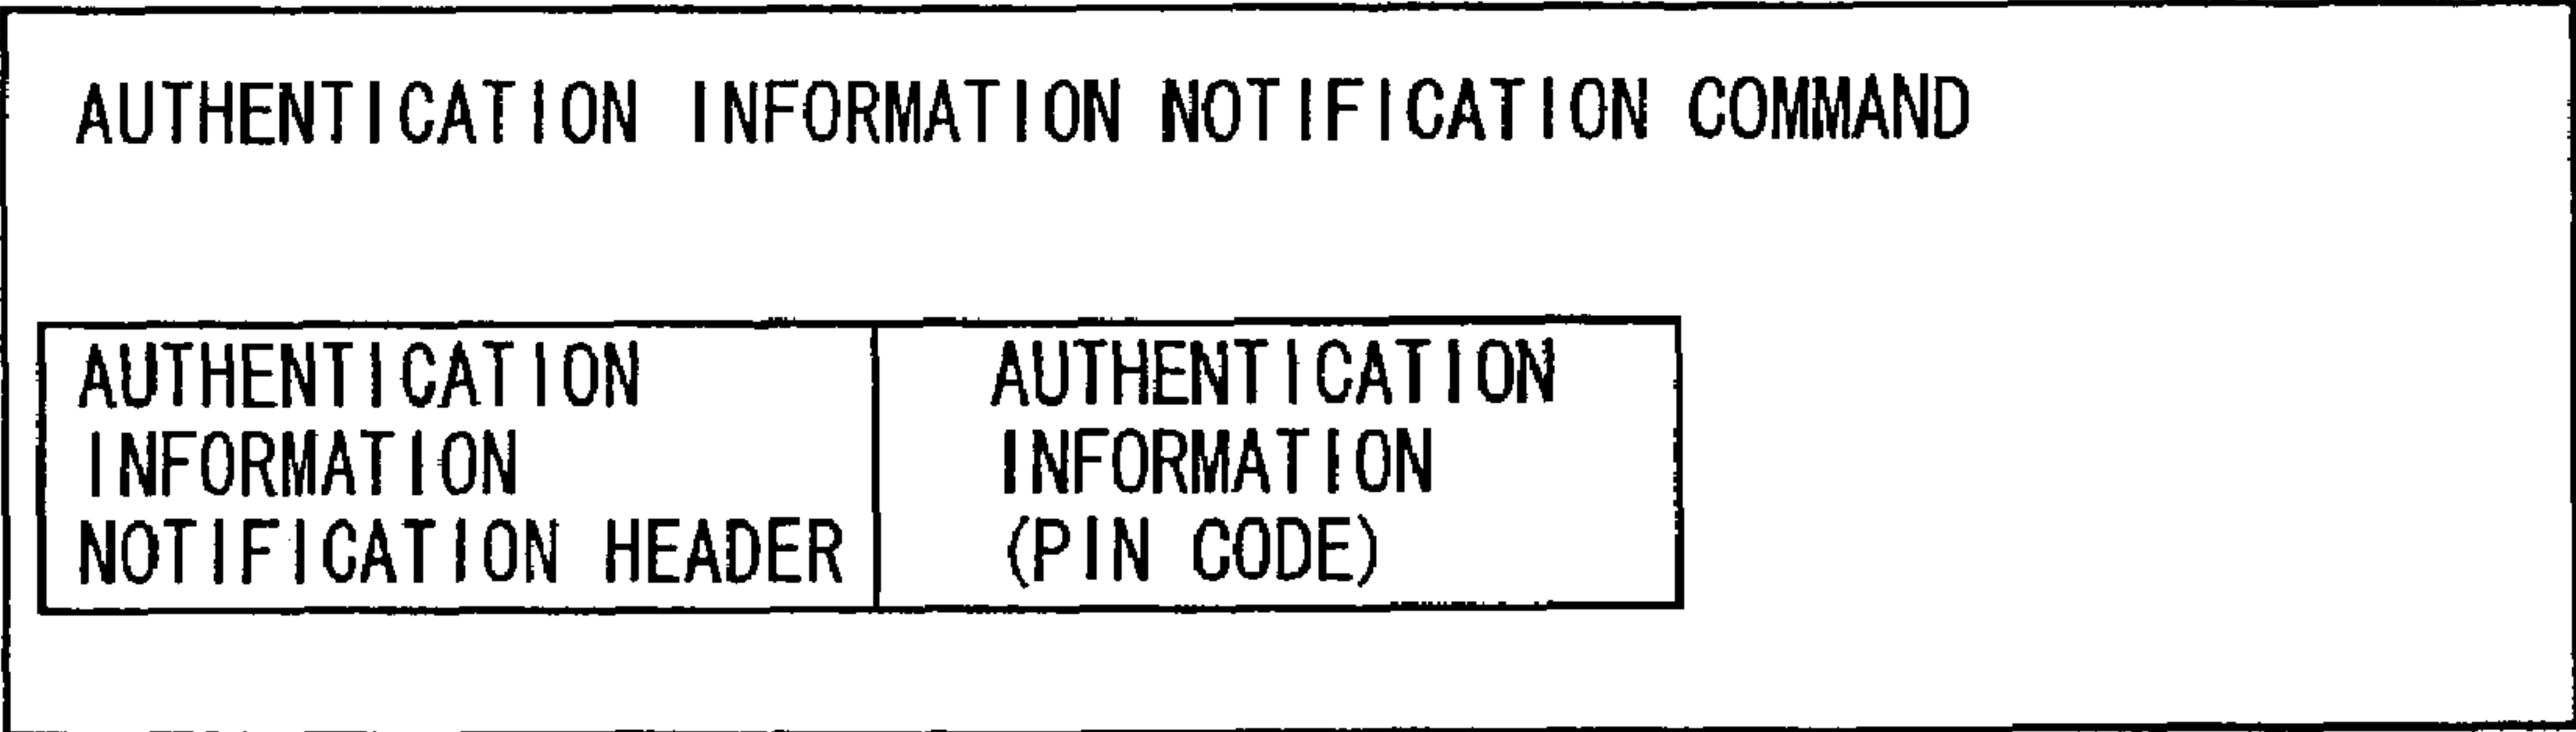 AUTHENTICATION INFORMATION NOTIFICATION COMMAND
AUTHENTICATION
INFORMATION
NOTIFICATION HEADER
AUTHENTICATION
INFORMATION
(PIN CODE)